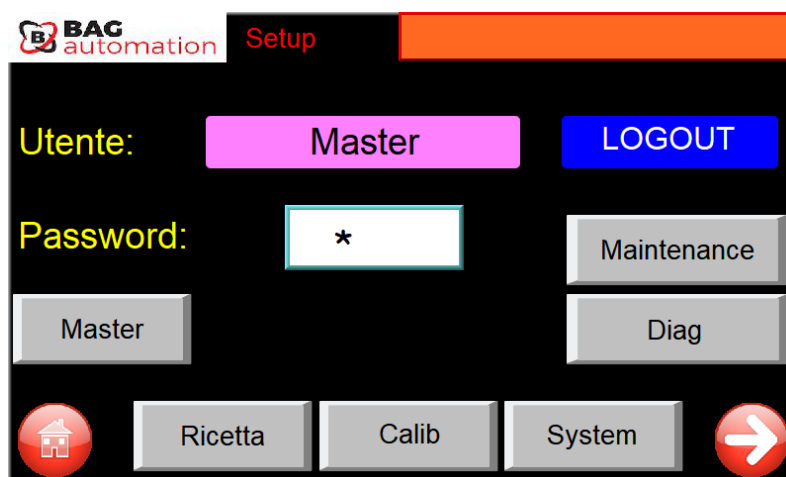 B BAG
automation
Setup
Utente: Master LOGOUT
Password: *
Maintenance
Master Diag
Ricetta Calib System